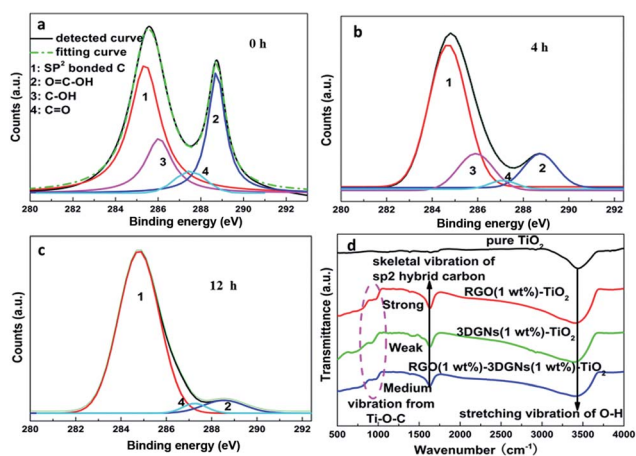 a
0 h
detected curve
fitting curve
1: SP² bonded C
2: O=C-OH
3: C-OH
4: C=O
1
2
3
4
Counts (a.u.)
280 282 284 286 288 290 292
Binding energy (eV)
b
4 h
1
2
3
4
Counts (a.u.)
280 282 284 286 288 290 292
Binding energy (eV)
c
12 h
1
2
4
Counts (a.u.)
280 282 284 286 288 290 292
Binding energy (eV)
d
pure TiO₂
skeletal vibration of
sp2 hybrid carbon
RGO(1 wt%)-TiO₂
Strong
3DGNs(1 wt%)-TiO₂
Weak
RGO(1 wt%)-3DGNs(1 wt%)-TiO₂
Medium
vibration from
Ti-O-C
stretching vibration of O-H
Transmittance (a.u.)
500 1000 1500 2000 2500 3000 3500 4000
Wavenumber (cm⁻¹)